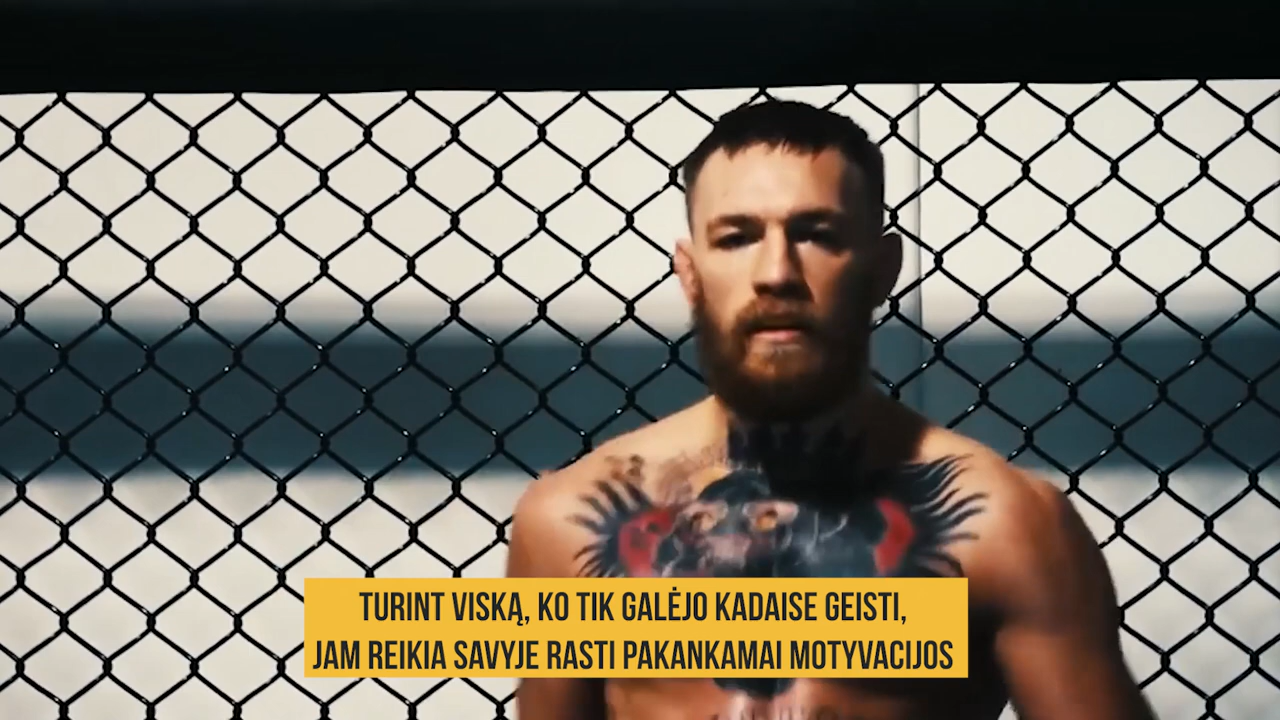 TURINT VISKĄ, KO TIK GALĖJO KADAISE GEISTI,
JAM REIKIA SAVYJE RASTI PAKANKAMAI MOTYVACIJOS